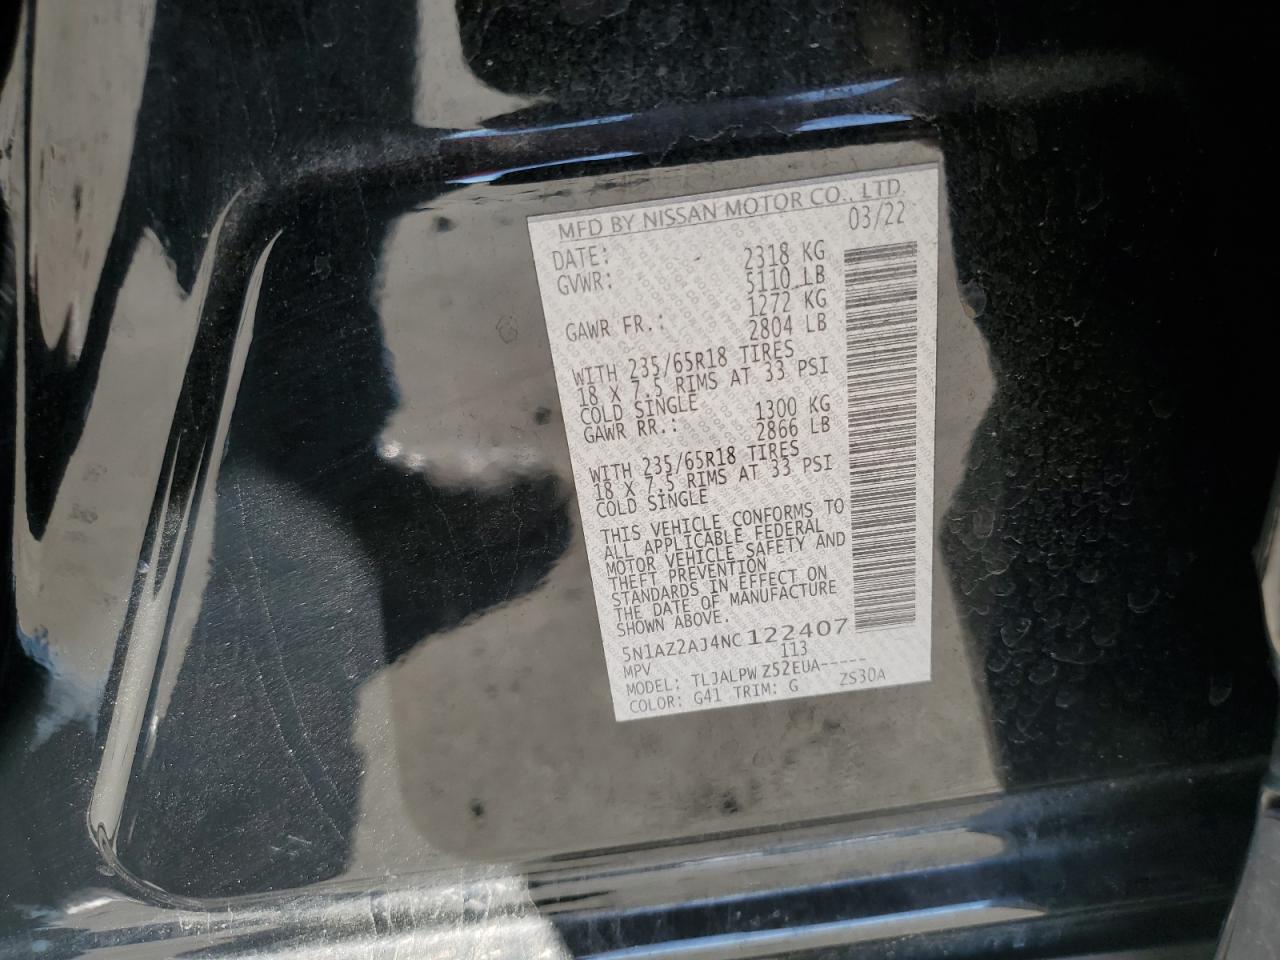 MFD BY NISSAN MOTOR CO., LTD.
DATE: 03/22
GVWR: 2318 KG
5110 LB
GAWR FR.: 1272 KG
2804 LB
WITH 235/65R18 TIRES
18 X 7.5 RIMS AT 33 PSI
COLD SINGLE
GAWR RR.: 1300 KG
2866 LB
WITH 235/65R18 TIRES
18 X 7.5 RIMS AT 33 PSI
COLD SINGLE
THIS VEHICLE CONFORMS TO
ALL APPLICABLE FEDERAL
MOTOR VEHICLE SAFETY AND
THEFT PREVENTION
STANDARDS IN EFFECT ON
THE DATE OF MANUFACTURE
SHOWN ABOVE.
5N1AZ2AJ4NC122407
MPV 113
MODEL: TLJALPW Z52EUA-----
COLOR: G41 TRIM: G ZS30A